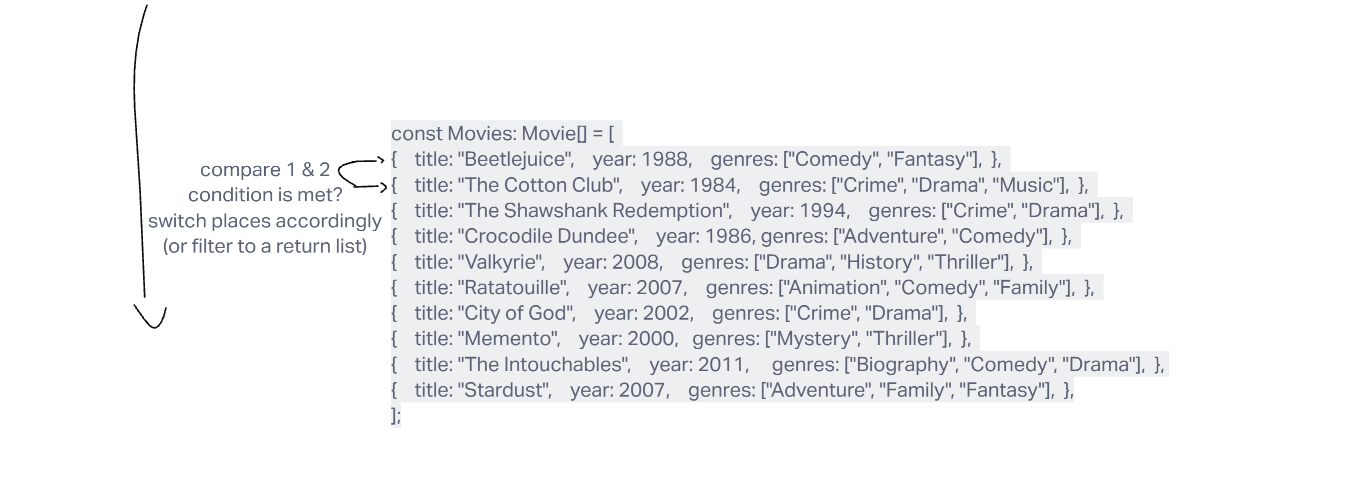 const Movies: Movie[] = [
{ title: "Beetlejuice", year: 1988, genres: ["Comedy", "Fantasy"], },
{ title: "The Cotton Club", year: 1984, genres: ["Crime", "Drama", "Music"], },
{ title: "The Shawshank Redemption", year: 1994, genres: ["Crime", "Drama"], },
{ title: "Crocodile Dundee", year: 1986, genres: ["Adventure", "Comedy"], },
{ title: "Valkyrie", year: 2008, genres: ["Drama", "History", "Thriller"], },
{ title: "Ratatouille", year: 2007, genres: ["Animation", "Comedy", "Family"], },
{ title: "City of God", year: 2002, genres: ["Crime", "Drama"], },
{ title: "Memento", year: 2000, genres: ["Mystery", "Thriller"], },
{ title: "The Intouchables", year: 2011, genres: ["Biography", "Comedy", "Drama"], },
{ title: "Stardust", year: 2007, genres: ["Adventure", "Family", "Fantasy"], },
];
compare 1 & 2
condition is met?
switch places accordingly
(or filter to a return list)